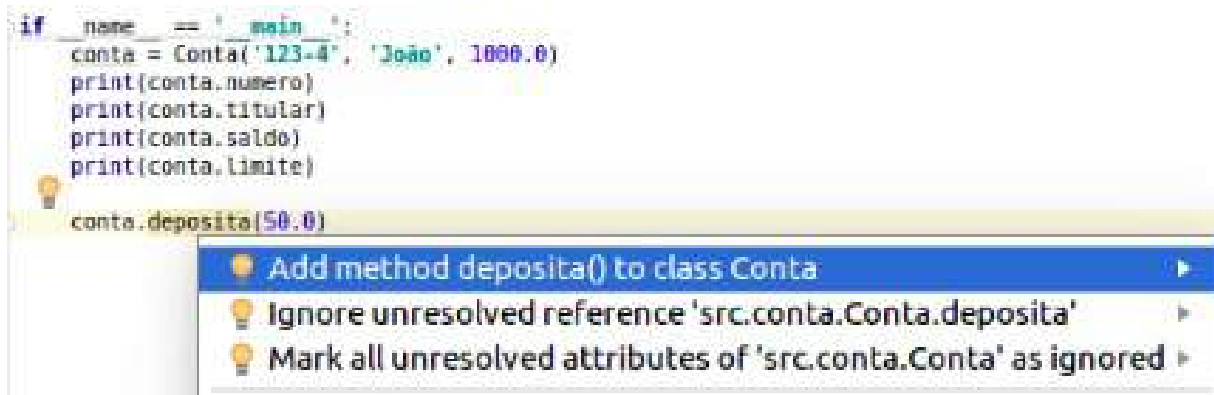 if __name__ == '__main__':
conta = Conta('123-4', 'João', 1000.0)
print(conta.numero)
print(conta.titular)
print(conta.saldo)
print(conta.limite)
conta.deposita(50.0)
Add method deposita() to class Conta
Ignore unresolved reference 'src.conta.Conta.deposita'
Mark all unresolved attributes of 'src.conta.Conta' as ignored